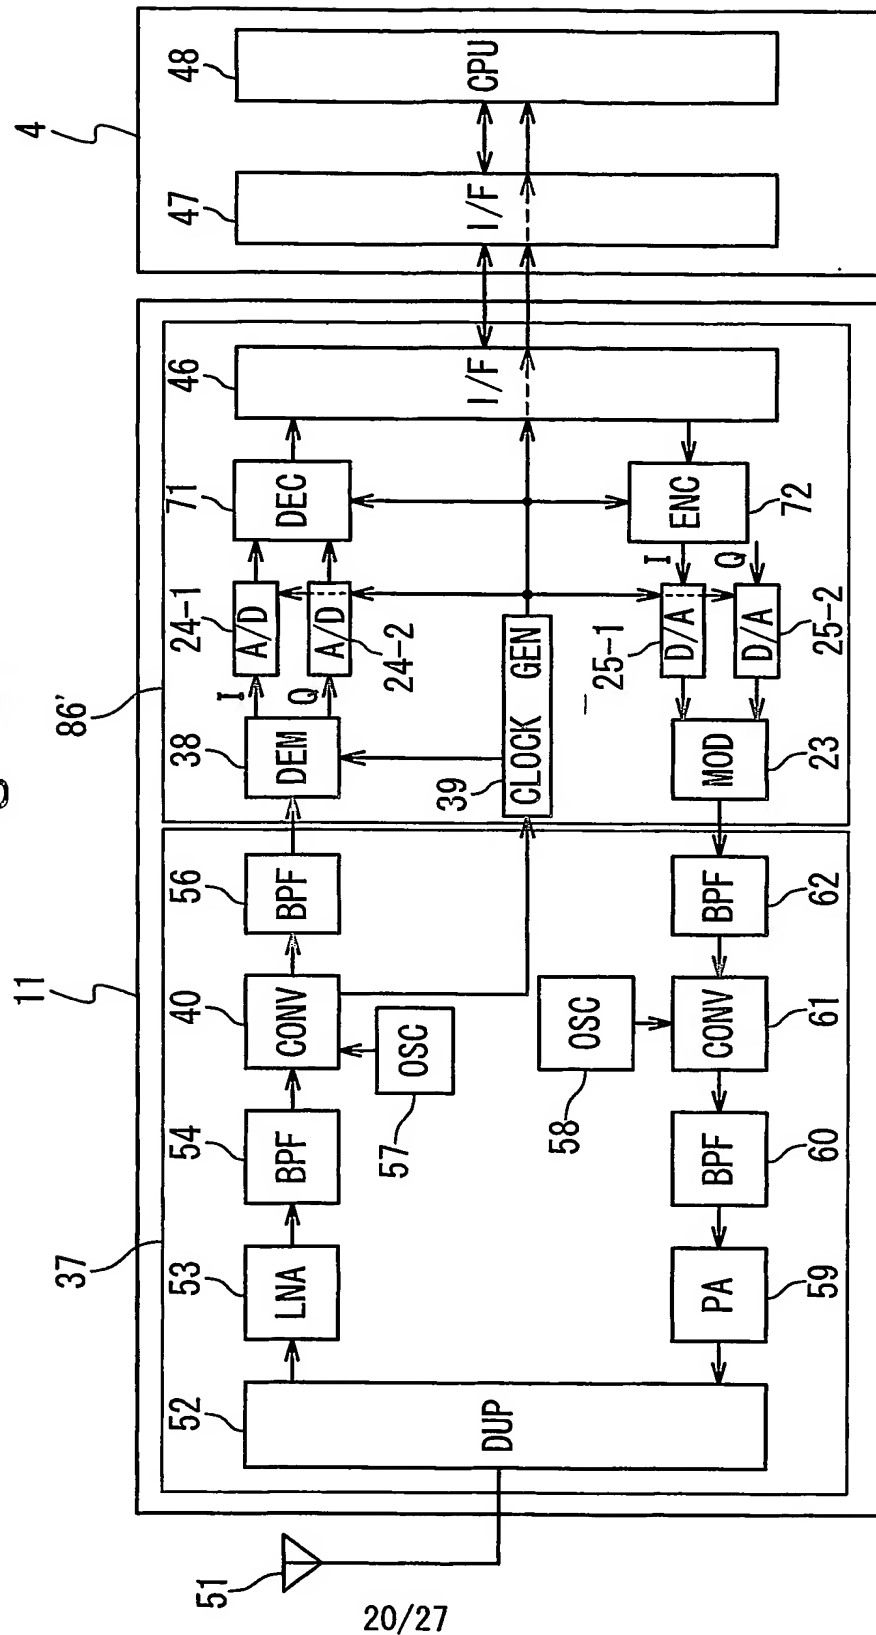 11
4
37
86'
51
52
53
54
40
56
38
24-1
71
46
47
48
DUP
LNA
BPF
CONV
BPF
DEM
I
Q
A/D
A/D
24-2
DEC
I/F
I/F
CPU
OSC
57
39
CLOCK GEN
OSC
58
25-1
I
Q
PA
BPF
CONV
BPF
MOD
D/A
D/A
ENC
59
60
61
62
23
25-2
72
20/27